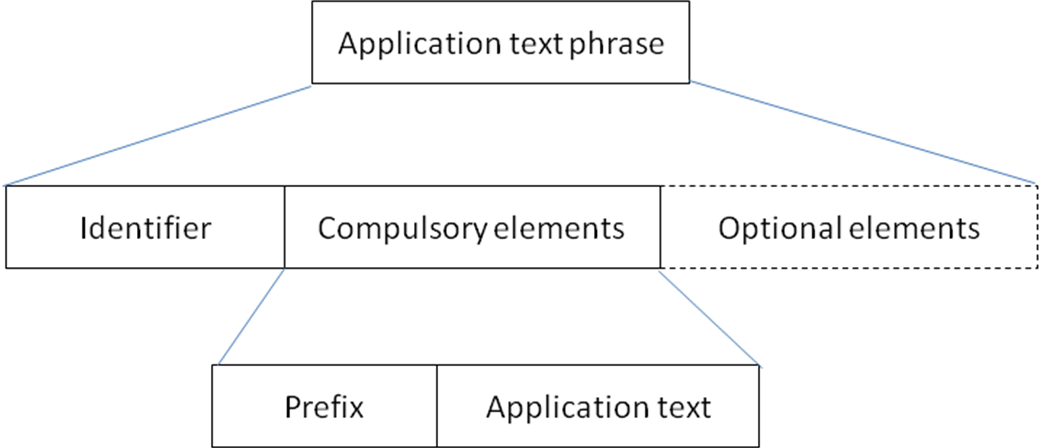 Application text phrase
Identifier
Compulsory elements
Optional elements
Prefix
Application text